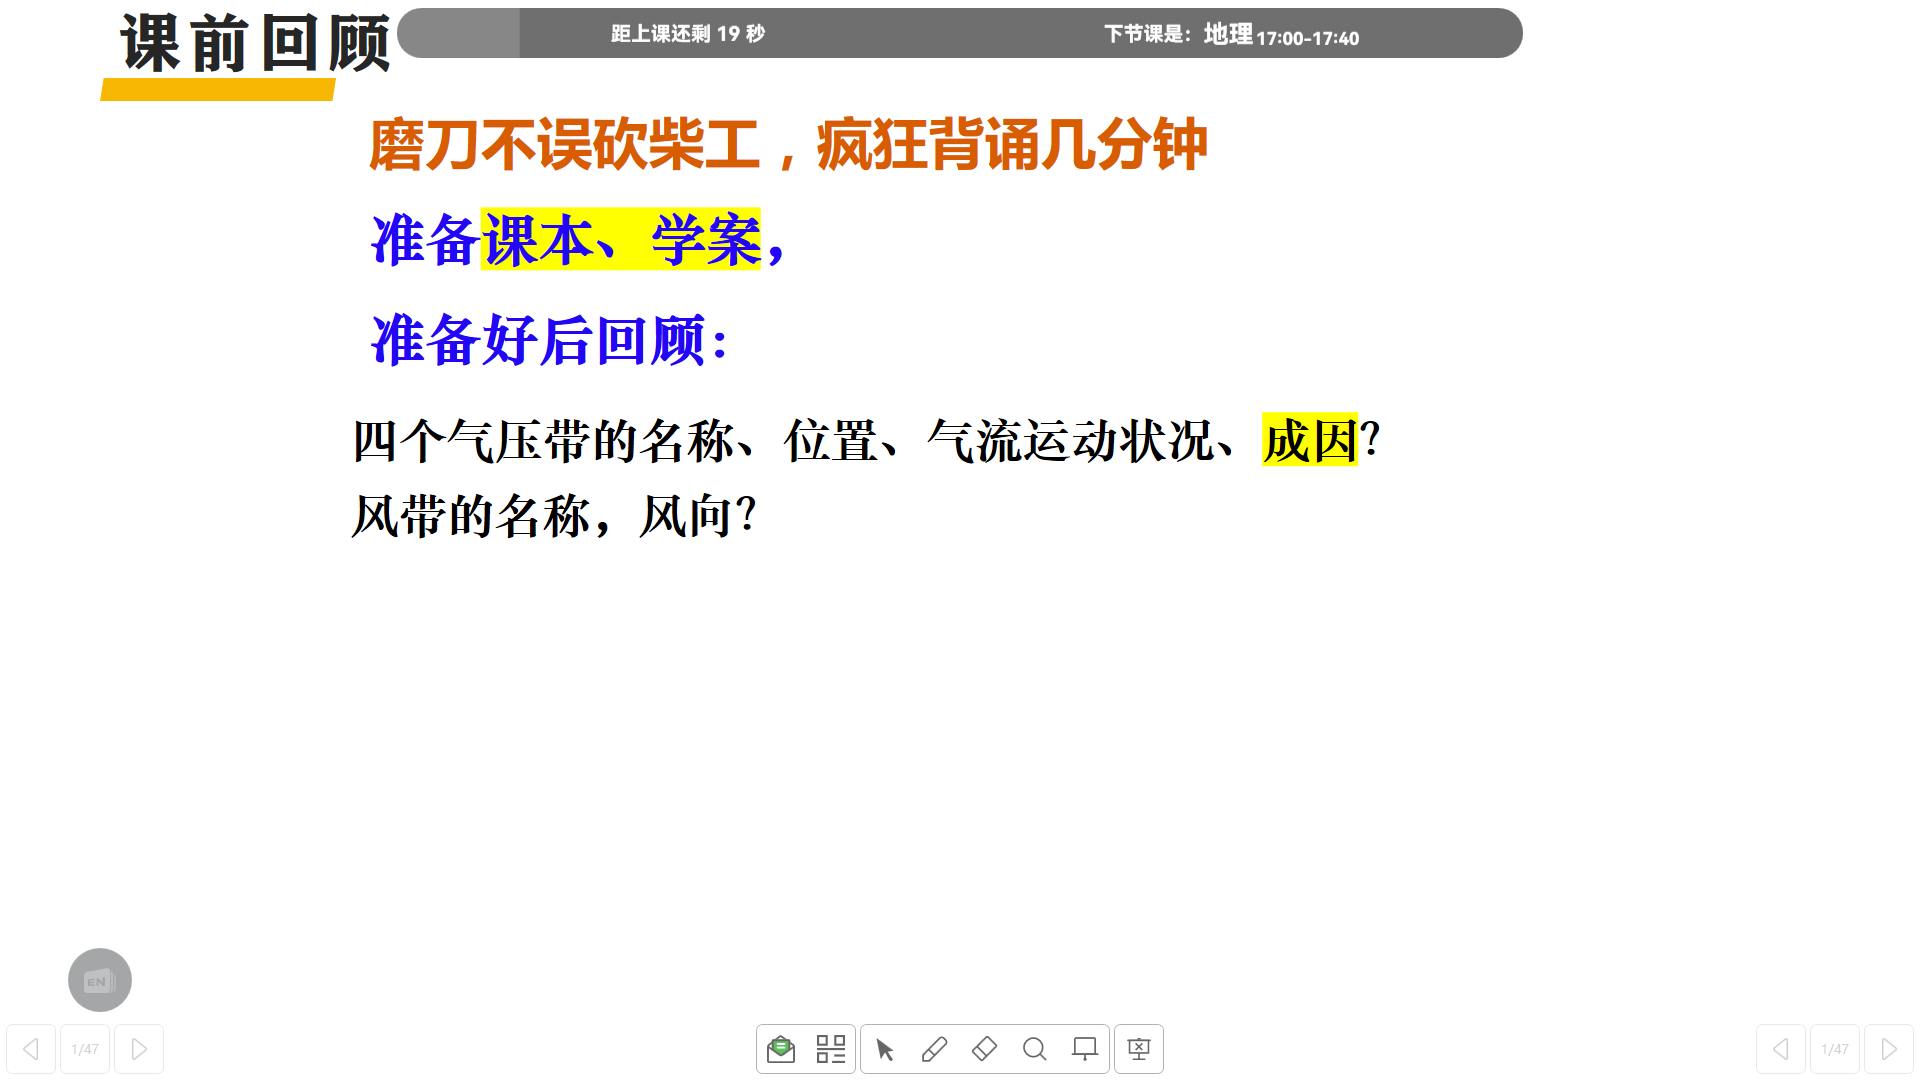 课前回顾
距上课还剩 19 秒
下节课是：地理 17:00-17:40
磨刀不误砍柴工，疯狂背诵几分钟
准备课本、学案，
准备好后回顾：
四个气压带的名称、位置、气流运动状况、成因？
风带的名称，风向？
EN
1/47
1/47